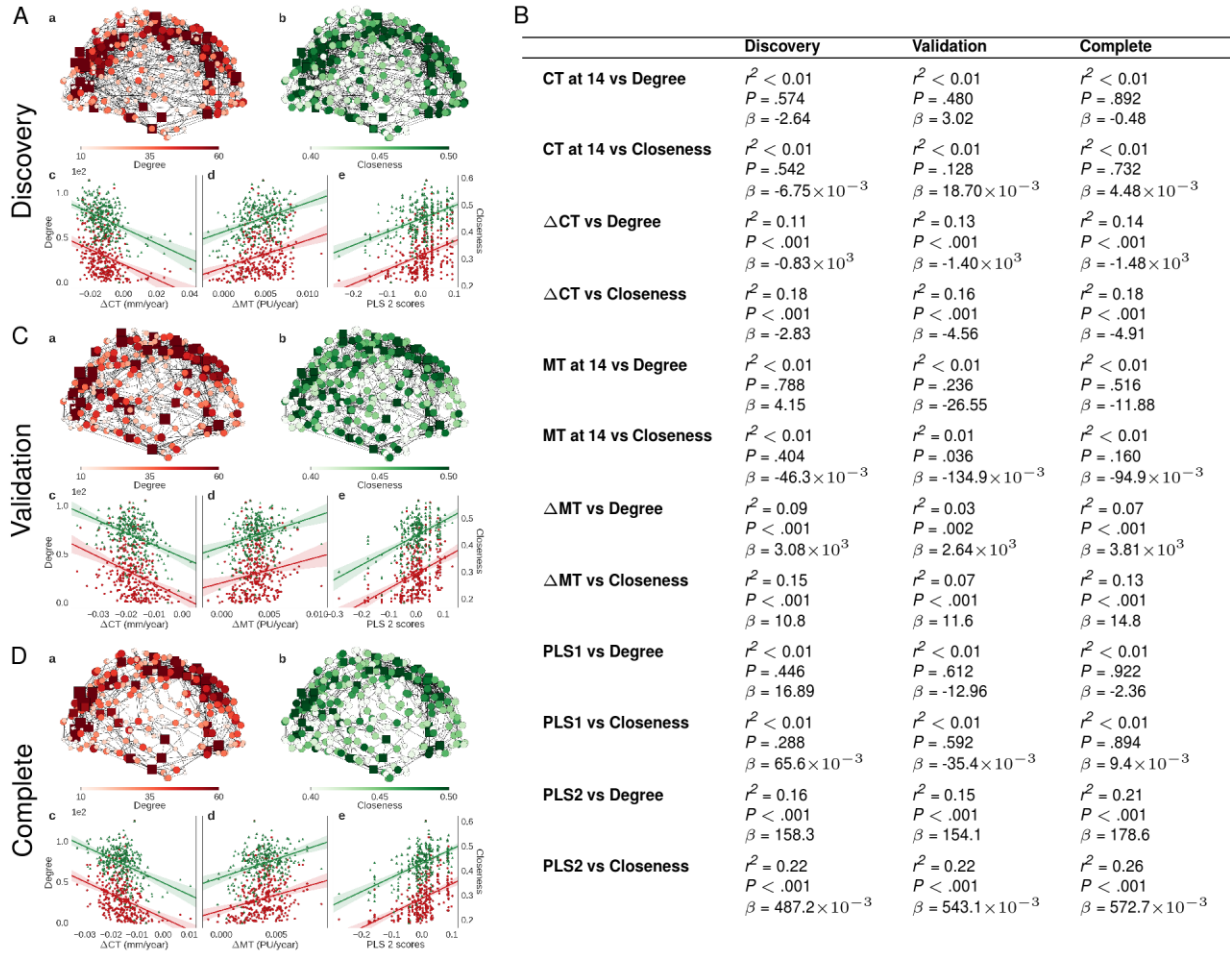 A
B
Discovery
a
b
10 35 60
Degree
0.40 0.45 0.50
Closeness
1e2
c
d
e
Degree
1.0
0.5
0.0
0.6
0.5
0.4
0.3
0.2
Closeness
−0.02 0.00 0.02 0.04
ΔCT (mm/year)
0.000 0.005 0.010
ΔMT (PU/year)
−0.2 −0.1 0.0 0.1
PLS 2 scores
C
Validation
a
b
10 35 60
Degree
0.40 0.45 0.50
Closeness
1e2
c
d
e
Degree
1.0
0.5
0.0
0.5
0.4
0.3
0.2
Closeness
−0.03 −0.02 −0.01 0.00
ΔCT (mm/year)
0.000 0.005 0.010
ΔMT (PU/year)
−0.3 −0.2 −0.1 0.0 0.1
PLS 2 scores
D
Complete
a
b
10 35 60
Degree
0.40 0.45 0.50
Closeness
1e2
c
d
e
Degree
1.0
0.5
0.0
0.6
0.5
0.4
0.3
0.2
Closeness
−0.03 −0.02 −0.01 0.00 0.01
ΔCT (mm/year)
0.000 0.005
ΔMT (PU/year)
−0.2 −0.1 0.0 0.1
PLS 2 scores
Discovery Validation Complete
CT at 14 vs Degree r² < 0.01 r² < 0.01 r² < 0.01
P = .574 P = .480 P = .892
β = -2.64 β = 3.02 β = -0.48
CT at 14 vs Closeness r² < 0.01 r² < 0.01 r² < 0.01
P = .542 P = .128 P = .732
β = -6.75×10⁻³ β = 18.70×10⁻³ β = 4.48×10⁻³
△CT vs Degree r² = 0.11 r² = 0.13 r² = 0.14
P < .001 P < .001 P < .001
β = -0.83×10³ β = -1.40×10³ β = -1.48×10³
△CT vs Closeness r² = 0.18 r² = 0.16 r² = 0.18
P < .001 P < .001 P < .001
β = -2.83 β = -4.56 β = -4.91
MT at 14 vs Degree r² < 0.01 r² < 0.01 r² < 0.01
P = .788 P = .236 P = .516
β = 4.15 β = -26.55 β = -11.88
MT at 14 vs Closeness r² < 0.01 r² = 0.01 r² < 0.01
P = .404 P = .036 P = .160
β = -46.3×10⁻³ β = -134.9×10⁻³ β = -94.9×10⁻³
△MT vs Degree r² = 0.09 r² = 0.03 r² = 0.07
P < .001 P = .002 P < .001
β = 3.08×10³ β = 2.64×10³ β = 3.81×10³
△MT vs Closeness r² = 0.15 r² = 0.07 r² = 0.13
P < .001 P < .001 P < .001
β = 10.8 β = 11.6 β = 14.8
PLS1 vs Degree r² < 0.01 r² < 0.01 r² < 0.01
P = .446 P = .612 P = .922
β = 16.89 β = -12.96 β = -2.36
PLS1 vs Closeness r² < 0.01 r² < 0.01 r² < 0.01
P = .288 P = .592 P = .894
β = 65.6×10⁻³ β = -35.4×10⁻³ β = 9.4×10⁻³
PLS2 vs Degree r² = 0.16 r² = 0.15 r² = 0.21
P < .001 P < .001 P < .001
β = 158.3 β = 154.1 β = 178.6
PLS2 vs Closeness r² = 0.22 r² = 0.22 r² = 0.26
P < .001 P < .001 P < .001
β = 487.2×10⁻³ β = 543.1×10⁻³ β = 572.7×10⁻³